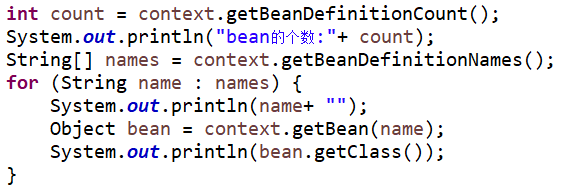 int count = context.getBeanDefinitionCount();
System.out.println("bean的个数:"+ count);
String[] names = context.getBeanDefinitionNames();
for (String name : names) {
    System.out.println(name+ "");
    Object bean = context.getBean(name);
    System.out.println(bean.getClass());
}